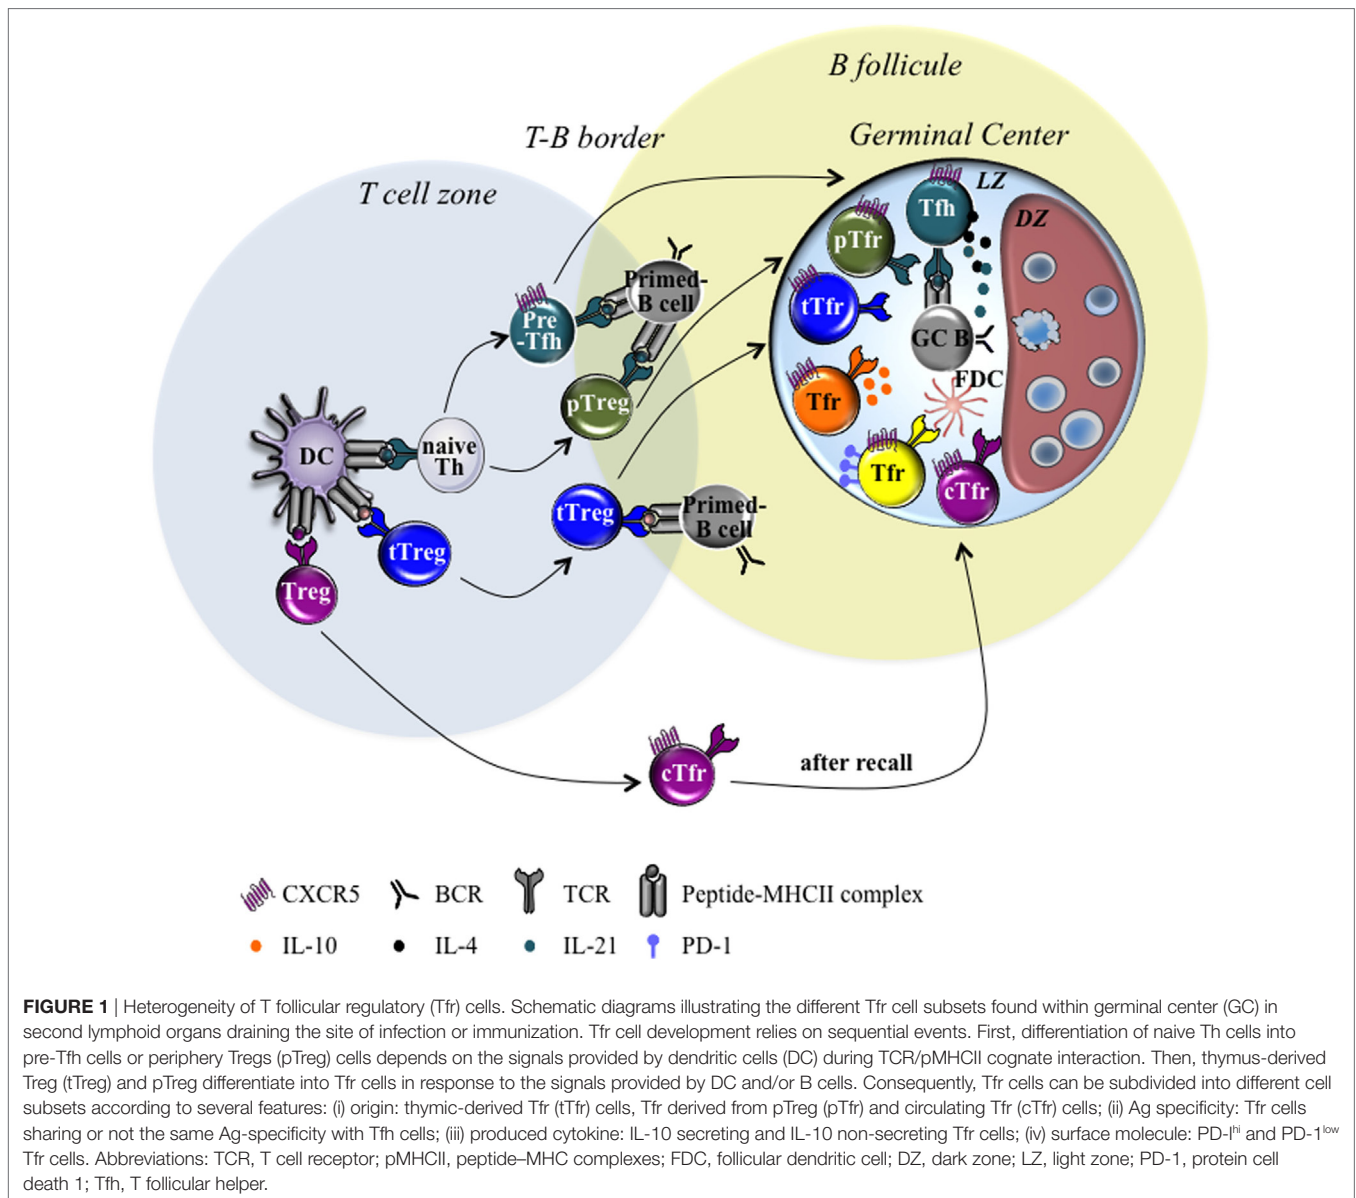 B follicule
T-B border
Germinal Center
T cell zone
LZ
Tfh
DZ
pTfr
Primed-
B cell
tTfr
Pre
-Tfh
GC B
FDC
pTreg
Tfr
naive
Th
DC
Tfr
cTfr
tTreg
Primed-
B cell
tTreg
Treg
cTfr
after recall
CXCR5 BCR TCR Peptide-MHCII complex
IL-10 IL-4 IL-21 PD-1
FIGURE 1 | Heterogeneity of T follicular regulatory (Tfr) cells. Schematic diagrams illustrating the different Tfr cell subsets found within germinal center (GC) in
second lymphoid organs draining the site of infection or immunization. Tfr cell development relies on sequential events. First, differentiation of naive Th cells into
pre-Tfh cells or periphery Tregs (pTreg) cells depends on the signals provided by dendritic cells (DC) during TCR/pMHCII cognate interaction. Then, thymus-derived
Treg (tTreg) and pTreg differentiate into Tfr cells in response to the signals provided by DC and/or B cells. Consequently, Tfr cells can be subdivided into different cell
subsets according to several features: (i) origin: thymic-derived Tfr (tTfr) cells, Tfr derived from pTreg (pTfr) and circulating Tfr (cTfr) cells; (ii) Ag specificity: Tfr cells
sharing or not the same Ag-specificity with Tfh cells; (iii) produced cytokine: IL-10 secreting and IL-10 non-secreting Tfr cells; (iv) surface molecule: PD-I^hi and PD-1^low
Tfr cells. Abbreviations: TCR, T cell receptor; pMHCII, peptide–MHC complexes; FDC, follicular dendritic cell; DZ, dark zone; LZ, light zone; PD-1, protein cell
death 1; Tfh, T follicular helper.